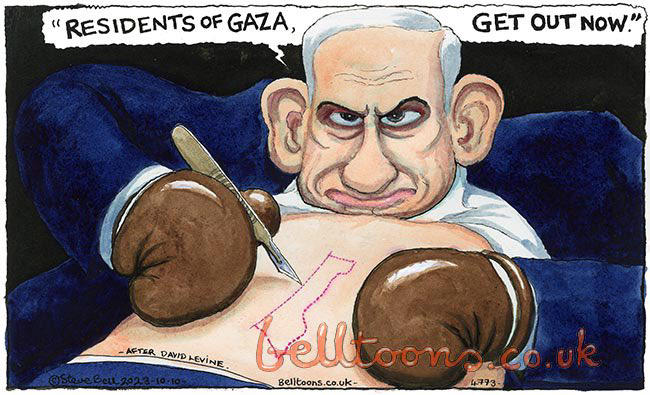 "RESIDENTS OF GAZA, GET OUT NOW."
- AFTER DAVID LEVINE.
belltoons.co.uk
©Steve Bell 2023-10-10- Belltoons.co.uk- 4773-